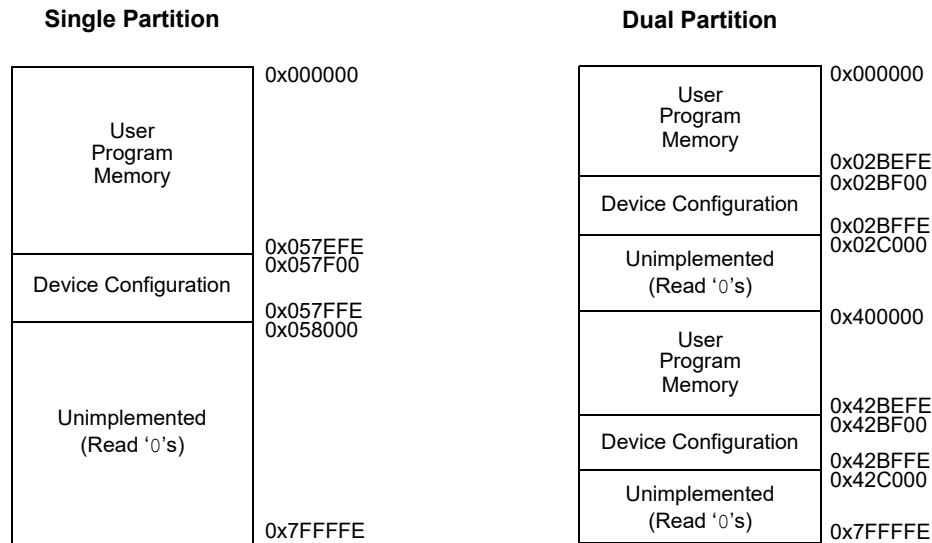 Single Partition
0x000000
User
Program
Memory
0x057EFE
0x057F00
Device Configuration
0x057FFE
0x058000
Unimplemented
(Read ‘0’s)
0x7FFFFE
Dual Partition
0x000000
User
Program
Memory
0x02BEFE
0x02BF00
Device Configuration
0x02BFFE
0x02C000
Unimplemented
(Read ‘0’s)
0x400000
User
Program
Memory
0x42BEFE
0x42BF00
Device Configuration
0x42BFFE
0x42C000
Unimplemented
(Read ‘0’s)
0x7FFFFE